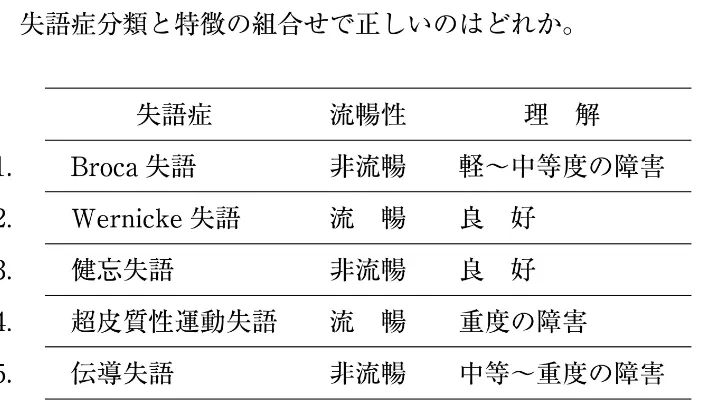 失語症分類と特徴の組合せで正しいのはどれか。
失語症 流暢性 理 解
1. Broca 失語 非流暢 軽〜中等度の障害
2. Wernicke 失語 流 暢 良 好
3. 健忘失語 非流暢 良 好
4. 超皮質性運動失語 流 暢 重度の障害
5. 伝導失語 非流暢 中等〜重度の障害